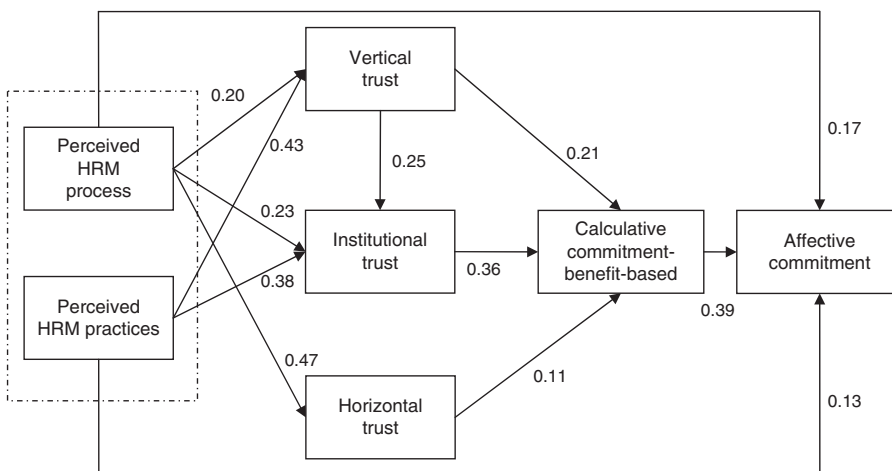 Vertical
trust
0.20
0.43
0.17
Perceived
HRM
process
0.25
0.21
0.23
Institutional
trust
Calculative
commitment-
benefit-based
Affective
commitment
0.38
0.36
0.39
Perceived
HRM practices
0.47
0.11
Horizontal
trust
0.13